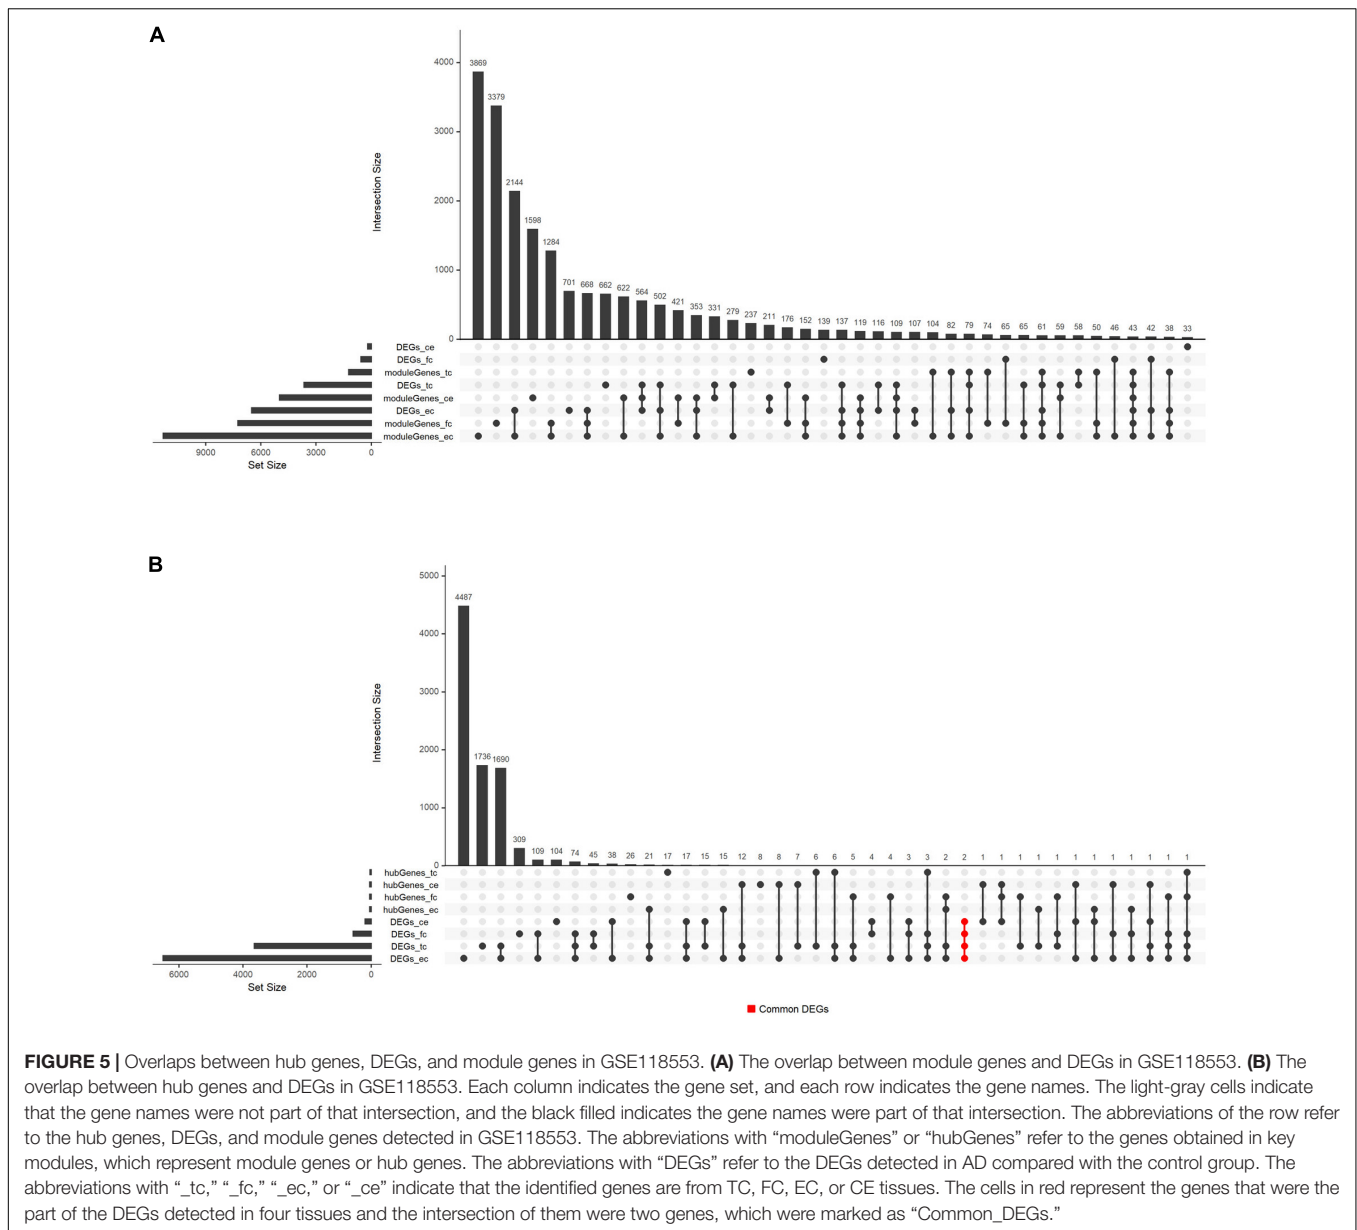 A
Intersection Size
4000
3000
2000
1000
0
3869 3379 2144 1598 1284 701 668 662 622 564 502 421 353 331 279 237 211 176 152 139 137 119 116 109 107 104 82 79 74 65 65 61 59 58 50 46 43 42 38 33
DEGs_ce
DEGs_fc
moduleGenes_tc
DEGs_tc
moduleGenes_ce
DEGs_ec
moduleGenes_fc
moduleGenes_ec
9000 6000 3000 0
Set Size
B
Intersection Size
5000
4000
3000
2000
1000
0
4487 1736 1690 309 109 104 74 45 38 26 21 17 17 15 15 12 8 8 7 6 6 5 4 4 3 3 2 2 1 1 1 1 1 1 1 1 1 1 1 1
hubGenes_tc
hubGenes_ce
hubGenes_fc
hubGenes_ec
DEGs_ce
DEGs_fc
DEGs_tc
DEGs_ec
6000 4000 2000 0
Set Size
Common DEGs
FIGURE 5 | Overlaps between hub genes, DEGs, and module genes in GSE118553. (A) The overlap between module genes and DEGs in GSE118553. (B) The
overlap between hub genes and DEGs in GSE118553. Each column indicates the gene set, and each row indicates the gene names. The light-gray cells indicate
that the gene names were not part of that intersection, and the black filled indicates the gene names were part of that intersection. The abbreviations of the row refer
to the hub genes, DEGs, and module genes detected in GSE118553. The abbreviations with “moduleGenes” or “hubGenes” refer to the genes obtained in key
modules, which represent module genes or hub genes. The abbreviations with “DEGs” refer to the DEGs detected in AD compared with the control group. The
abbreviations with “_tc,” “_fc,” “_ec,” or “_ce” indicate that the identified genes are from TC, FC, EC, or CE tissues. The cells in red represent the genes that were the
part of the DEGs detected in four tissues and the intersection of them were two genes, which were marked as “Common_DEGs.”